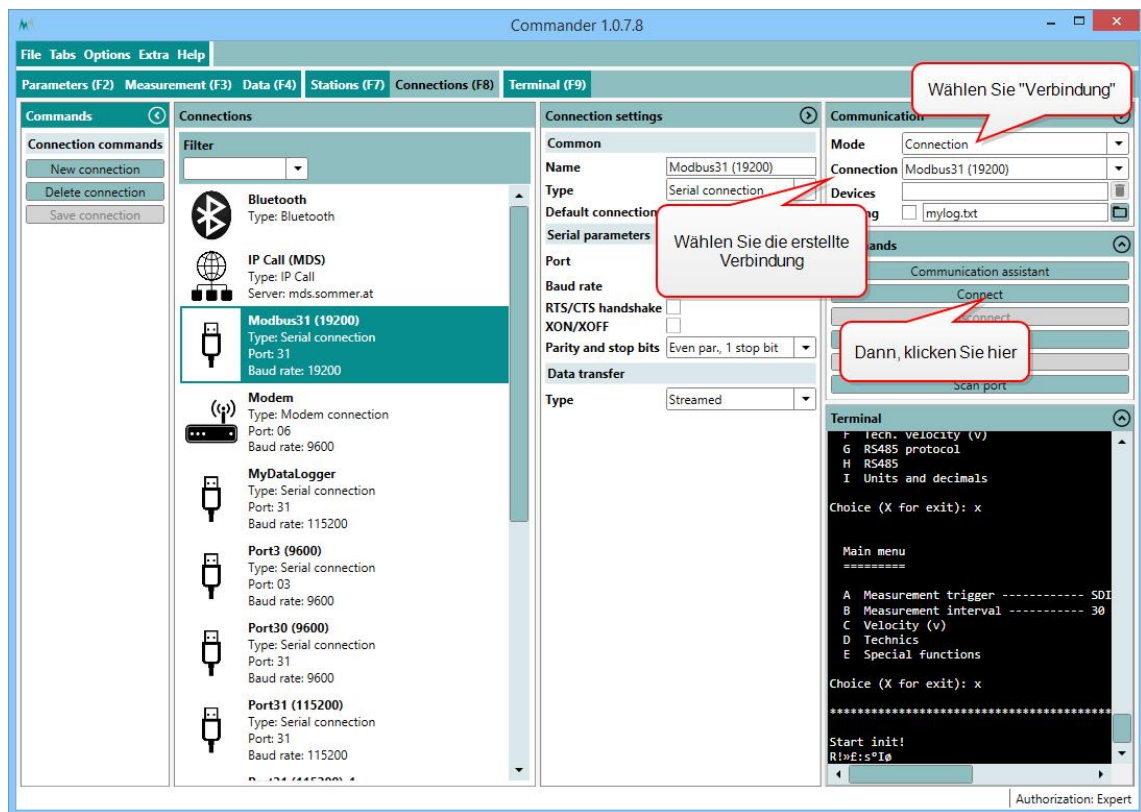 Commander 1.0.7.8
File Tabs Options Extra Help
Parameters (F2) Measurement (F3) Data (F4) Stations (F7) Connections (F8) Terminal (F9)
Wählen Sie "Verbindung"
Commands
Connection commands
New connection
Delete connection
Save connection
Connections
Filter
Bluetooth
Type: Bluetooth
IP Call (MDS)
Type: IP Call
Server: mds.sommer.at
Modbus31 (19200)
Type: Serial connection
Port: 31
Baud rate: 19200
Modem
Type: Modem connection
Port: 06
Baud rate: 9600
MyDataLogger
Type: Serial connection
Port: 31
Baud rate: 115200
Port3 (9600)
Type: Serial connection
Port: 03
Baud rate: 9600
Port30 (9600)
Type: Serial connection
Port: 31
Baud rate: 9600
Port31 (115200)
Type: Serial connection
Port: 31
Baud rate: 115200
Connection settings
Common
Name Modbus31 (19200)
Type Serial connection
Default connection
Serial parameters
Port
Baud rate
RTS/CTS handshake
XON/XOFF
Parity and stop bits Even par., 1 stop bit
Data transfer
Type Streamed
Wählen Sie die erstellte
Verbindung
Communication
Mode Connection
Connection Modbus31 (19200)
Devices
mylog.txt
Communication assistant
Connect
Dann, klicken Sie hier
Scan port
Terminal
F Tech. velocity (v)
G RS485 protocol
H RS485
I Units and decimals
Choice (X for exit): x
Main menu
=========
A Measurement trigger ------------ SDI
B Measurement interval ----------- 30
C Velocity (v)
D Technics
E Special functions
Choice (X for exit): x
*****************************************
Start init!
R!»£:s°Iø
Authorization: Expert